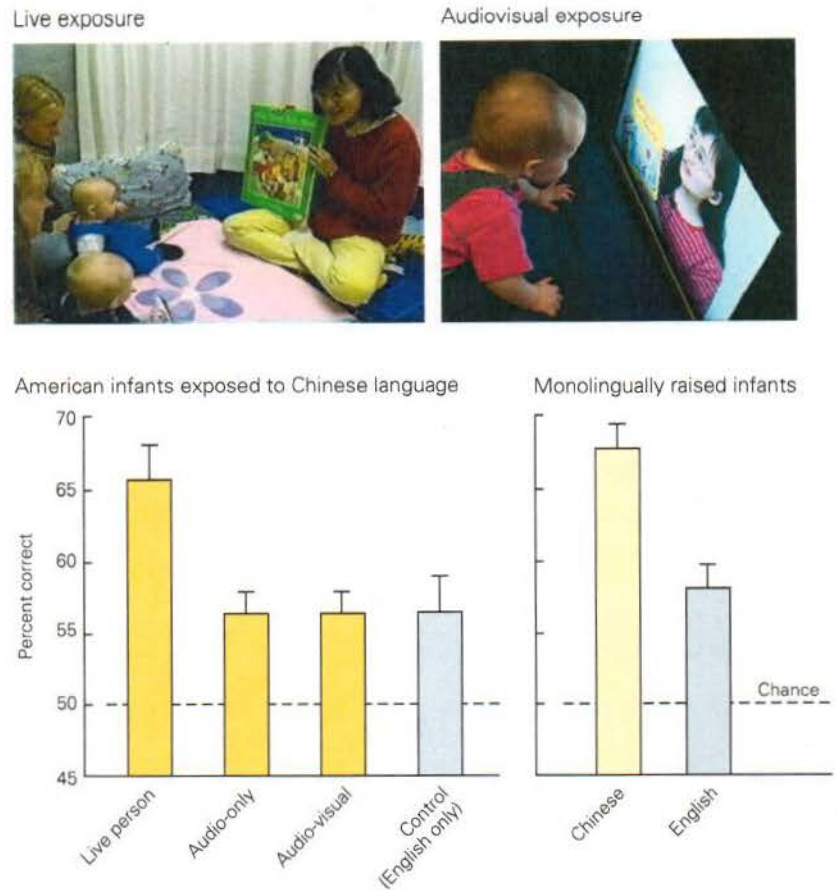 Live exposure
Audiovisual exposure
American infants exposed to Chinese language
Monolingually raised infants
Percent correct
70
65
60
55
50
45
Chance
Live person
Audio-only
Audio-visual
Control
(English only)
Chinese
English